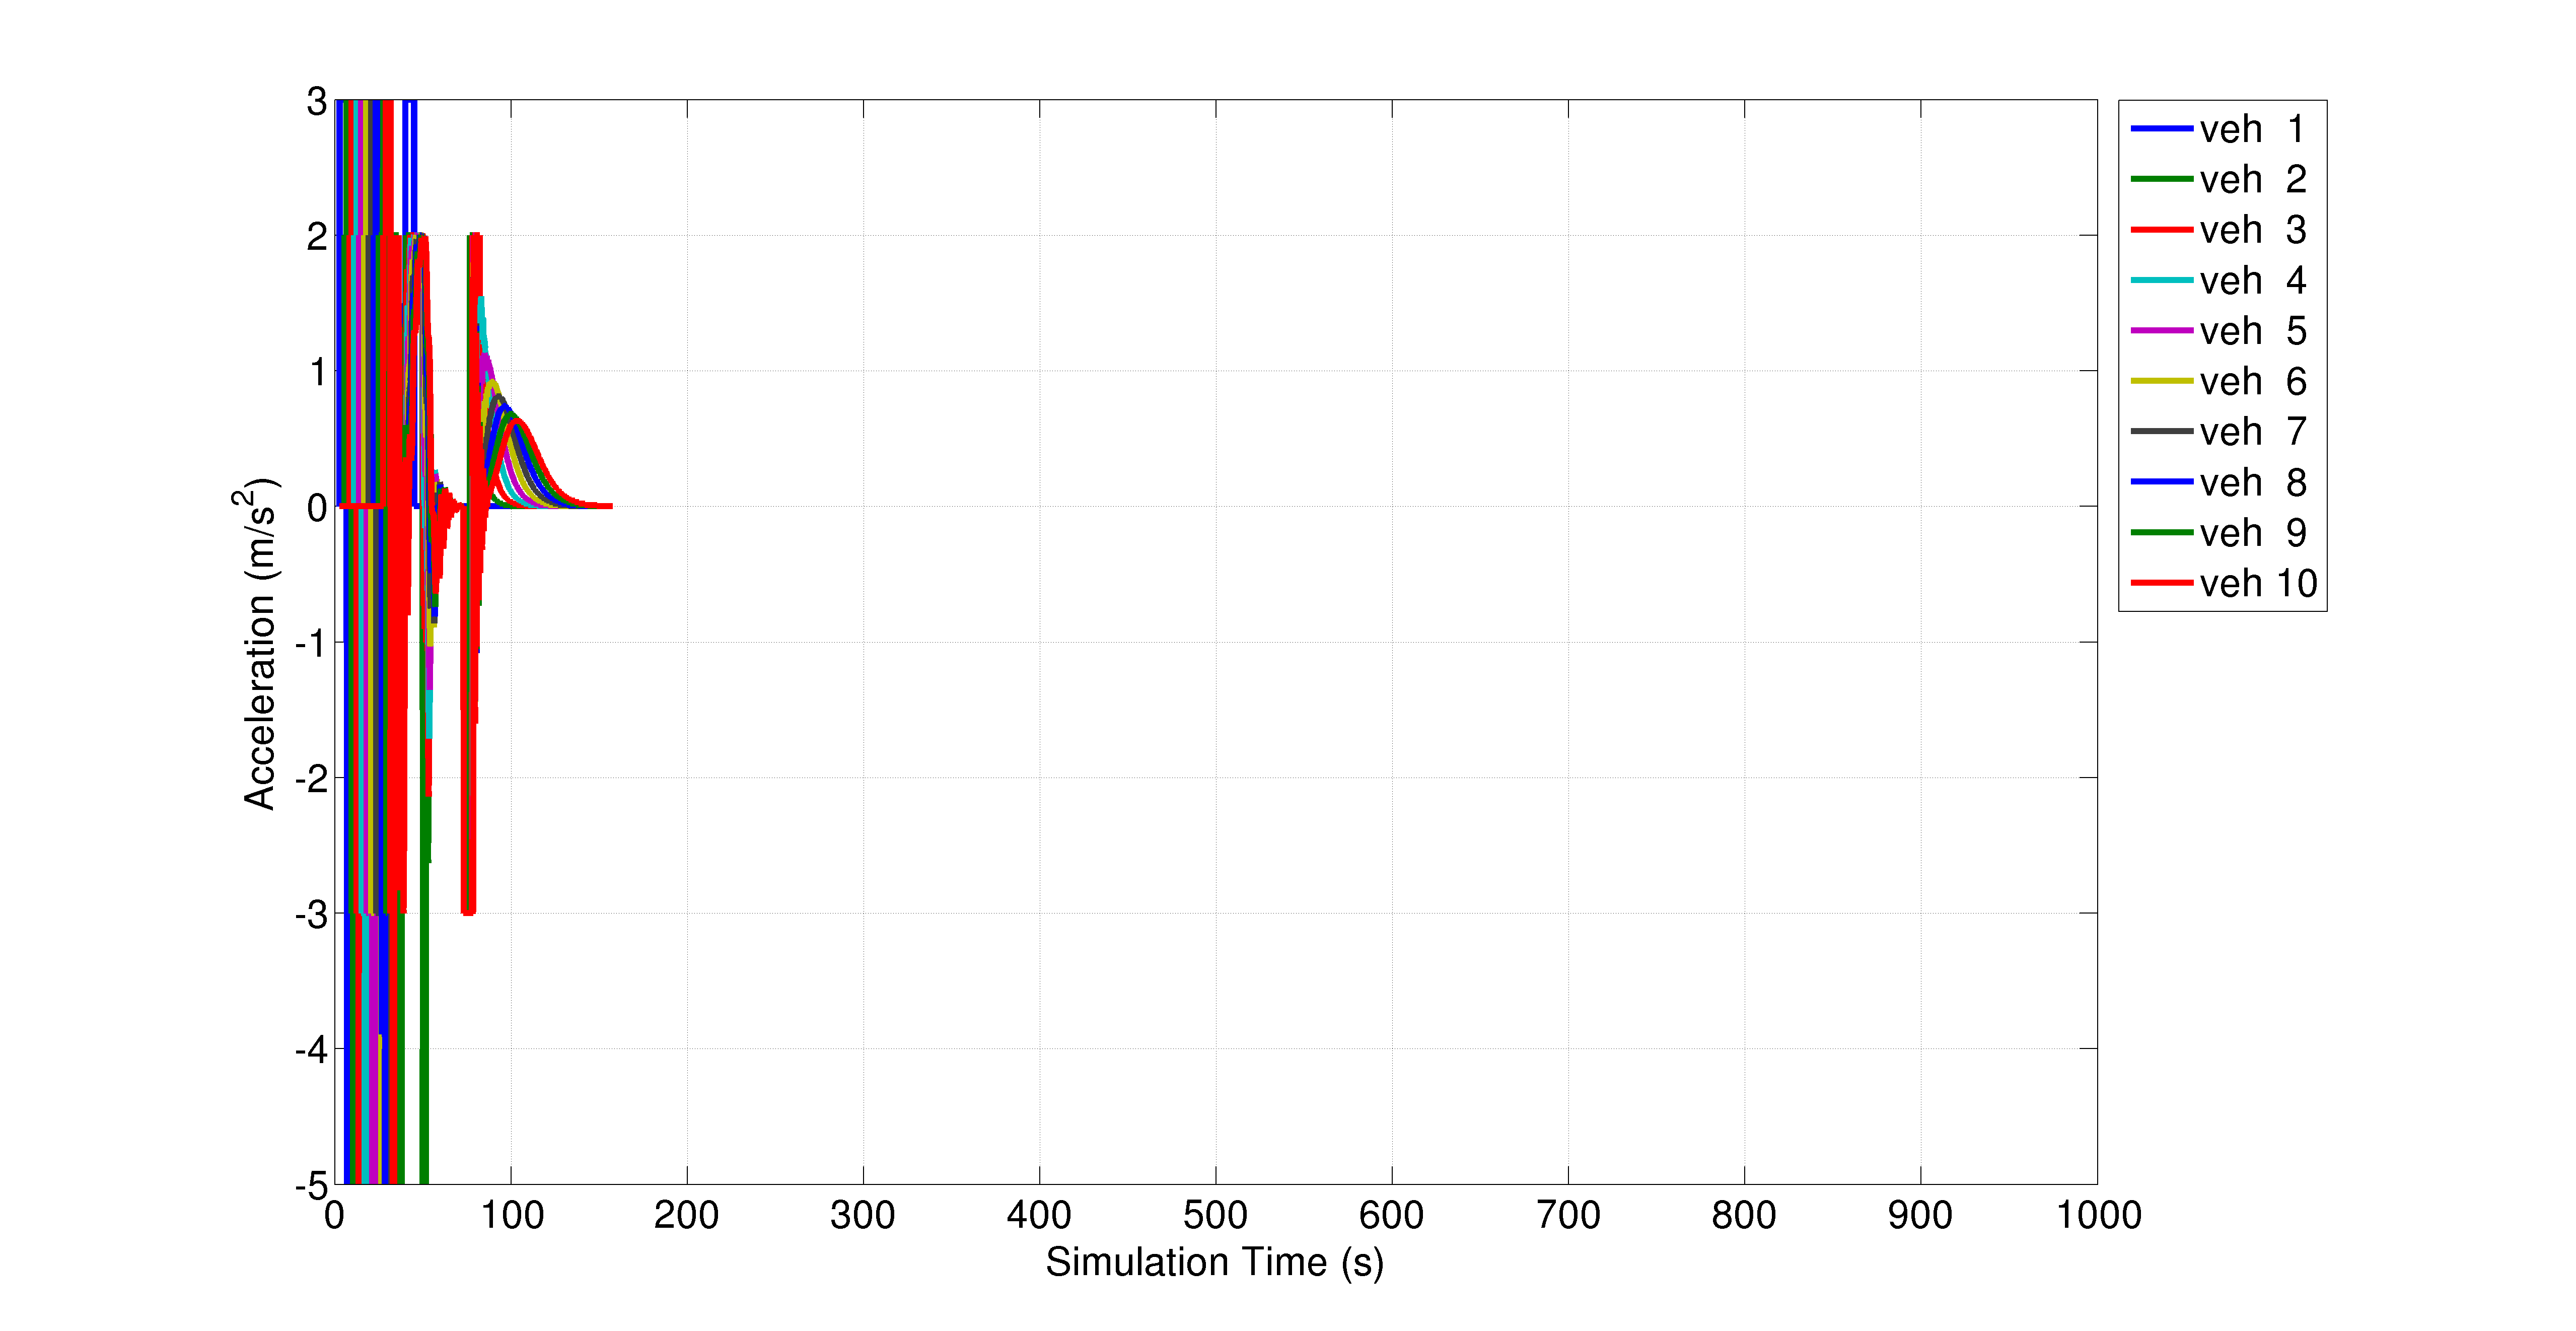 3
2
1
0
-1
-2
-3
-4
-5
Acceleration (m/s²)
0 100 200 300 400 500 600 700 800 900 1000
Simulation Time (s)
veh 1
veh 2
veh 3
veh 4
veh 5
veh 6
veh 7
veh 8
veh 9
veh 10